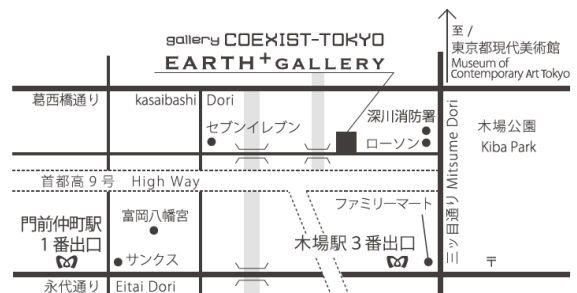 gallery COEXIST-TOKYO
EARTH+GALLERY
至 /
東京都現代美術館
Museum of
Contemporary Art Tokyo
葛西橋通り
kasaibashi Dori
セブンイレブン
深川消防署
ローソン
三ッ目通り Mitsume Dori
木場公園
Kiba Park
首都高9号 High Way
門前仲町駅
1番出口
富岡八幡宮
サンクス
ファミリーマート
木場駅3番出口
〒
永代通り Eitai Dori